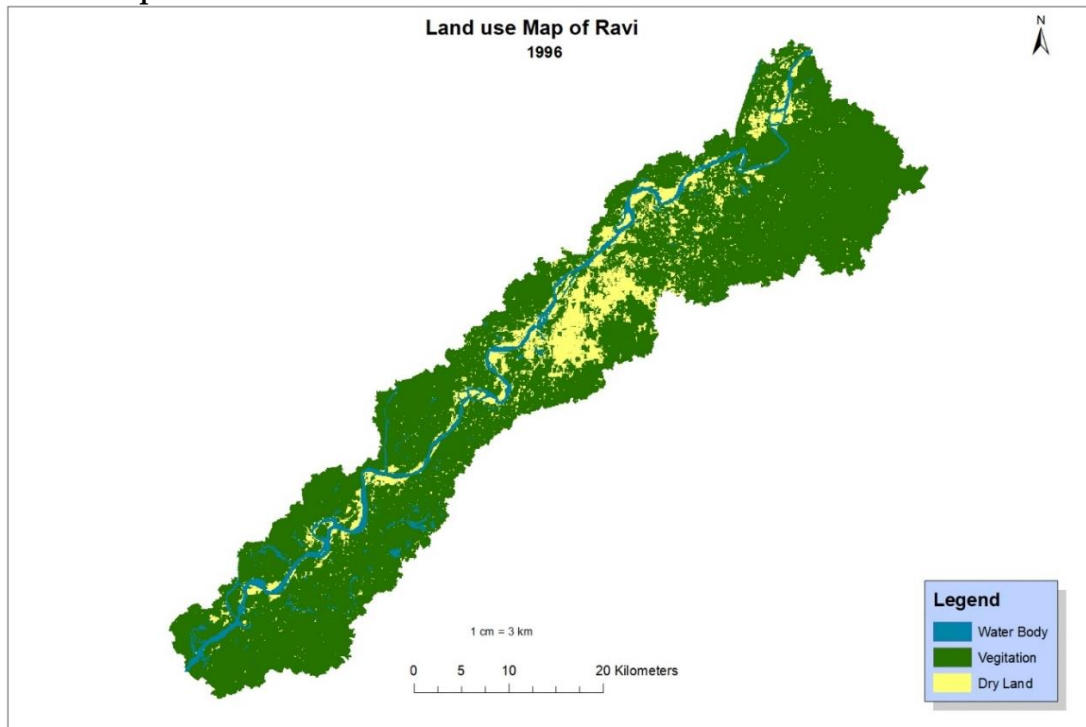 Land use Map of Ravi
1996
N
1 cm = 3 km
0 5 10 20 Kilometers
Legend
Water Body
Vegitation
Dry Land